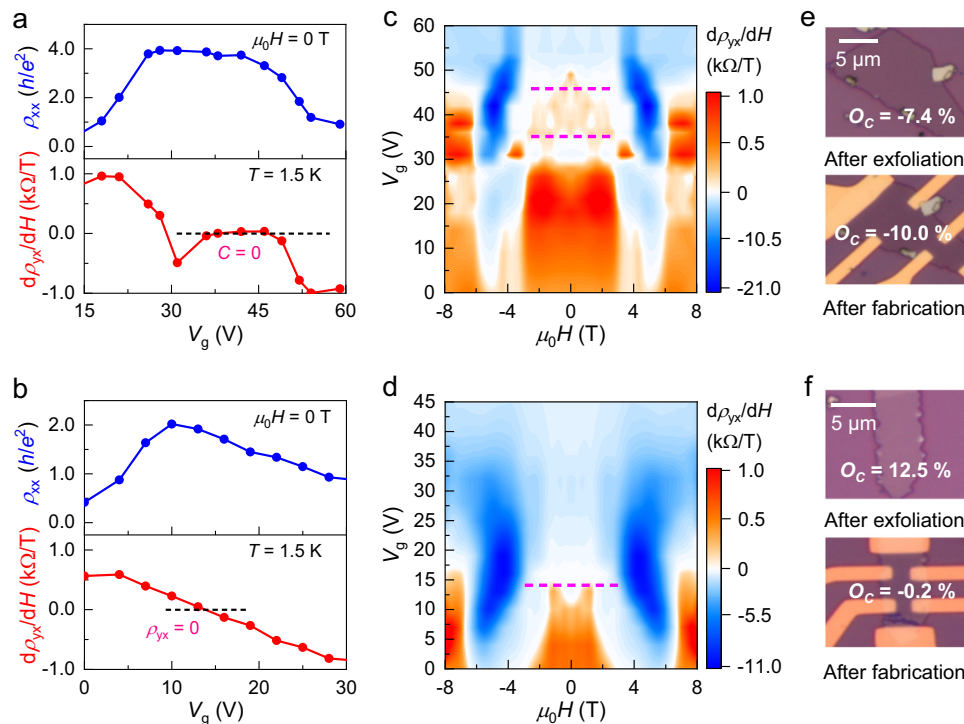 a
μ₀H = 0 T
ρxx (h/e²)
4.0
2.0
0.0
T = 1.5 K
dρyx/dH (kΩ/T)
1.0
0.0
-1.0
C = 0
15 30 45 60
Vg (V)
b
μ₀H = 0 T
ρxx (h/e²)
2.0
1.0
0.0
T = 1.5 K
dρyx/dH (kΩ/T)
1.0
0.0
-1.0
ρyx = 0
0 10 20 30
Vg (V)
c
Vg (V)
60
50
40
30
20
10
0
-8 -4 0 4 8
μ₀H (T)
dρyx/dH
(kΩ/T)
1.0
0.5
0
-10.5
-21.0
d
Vg (V)
45
40
35
30
25
20
15
10
5
0
-8 -4 0 4 8
μ₀H (T)
dρyx/dH
(kΩ/T)
1.0
0.5
0
-5.5
-11.0
e
5 μm
OC = -7.4 %
After exfoliation
OC = -10.0 %
After fabrication
f
5 μm
OC = 12.5 %
After exfoliation
OC = -0.2 %
After fabrication